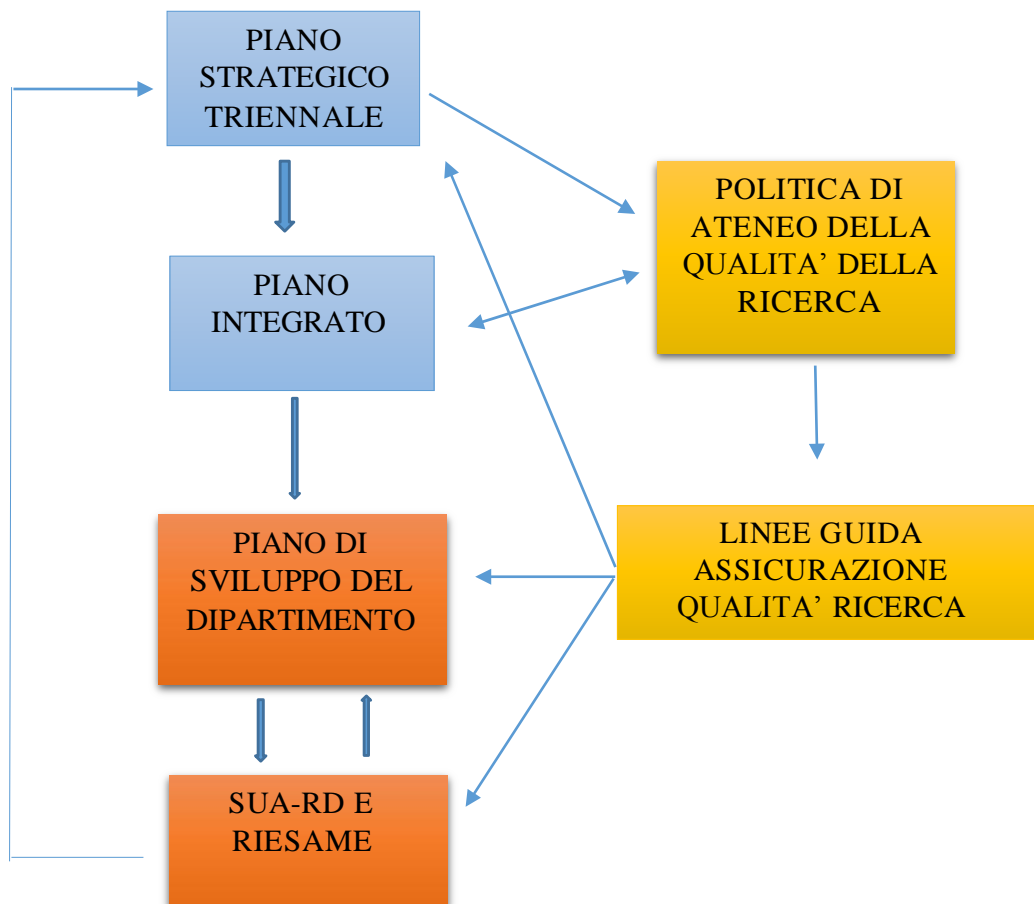 PIANO
STRATEGICO
TRIENNALE
POLITICA DI
ATENEO DELLA
QUALITA’ DELLA
RICERCA
PIANO
INTEGRATO
PIANO DI
SVILUPPO DEL
DIPARTIMENTO
LINEE GUIDA
ASSICURAZIONE
QUALITA’ RICERCA
SUA-RD E
RIESAME